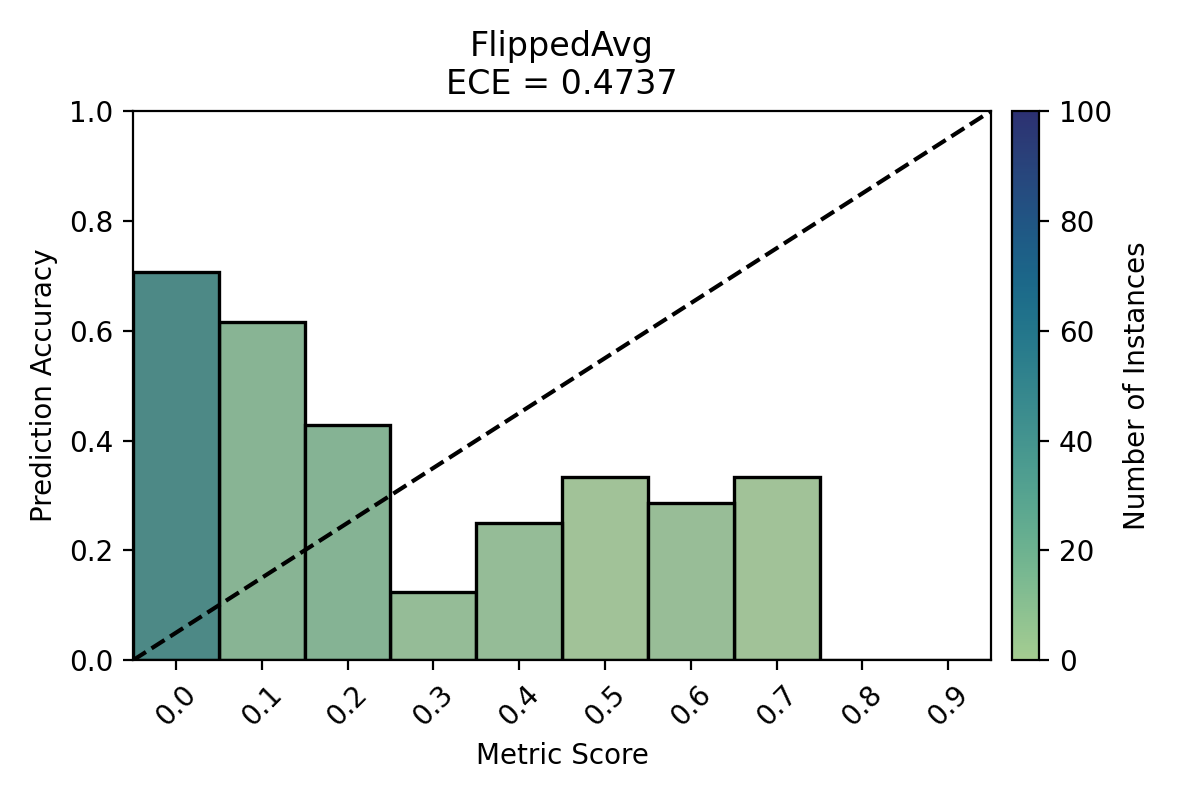 FlippedAvg
ECE = 0.4737
1.0
0.8
0.6
0.4
0.2
0.0
Prediction Accuracy
0.0 0.1 0.2 0.3 0.4 0.5 0.6 0.7 0.8 0.9
Metric Score
100
80
60
40
20
0
Number of Instances